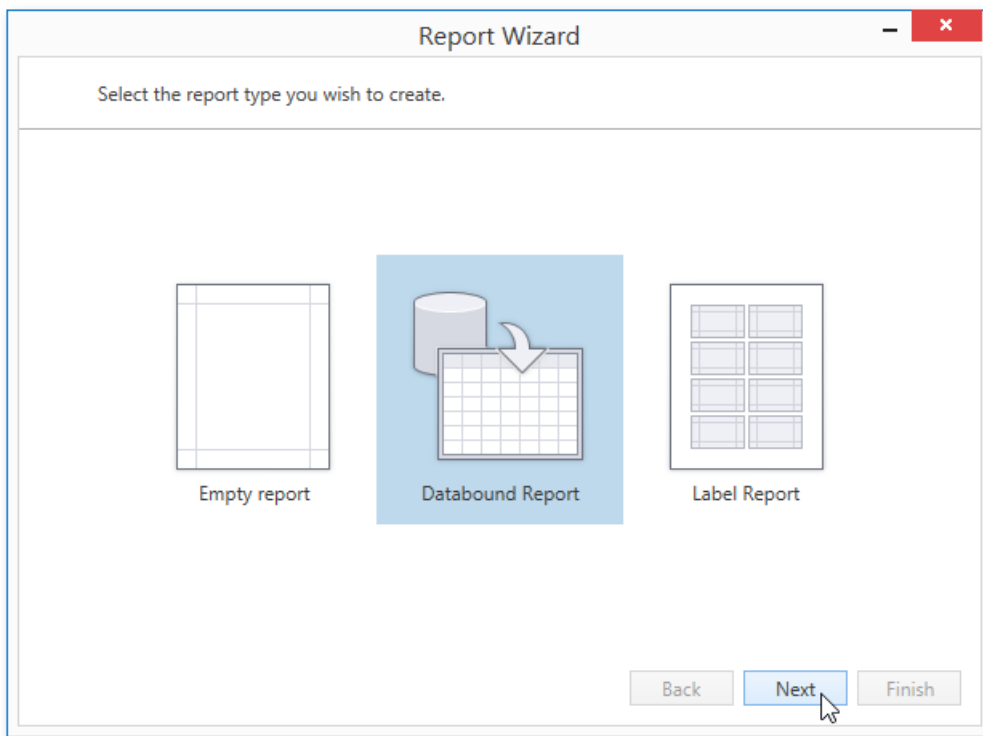 Report Wizard
Select the report type you wish to create.
Empty report
Databound Report
Label Report
Back
Next
Finish